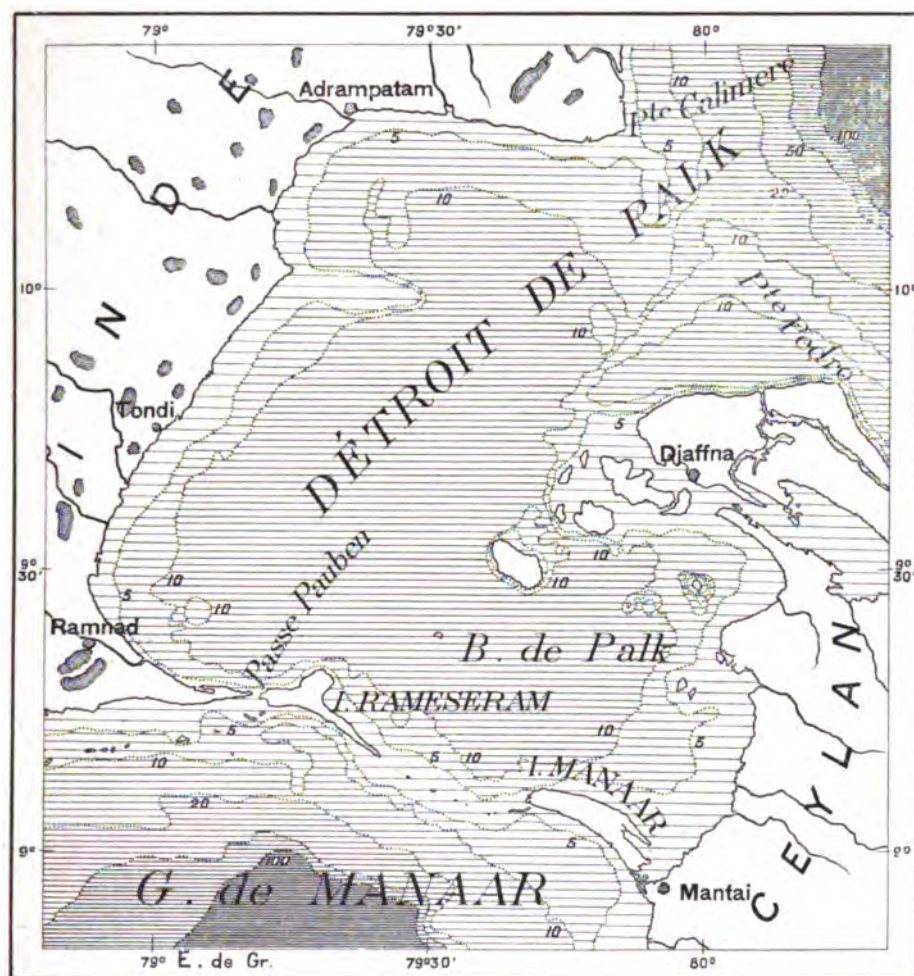 79° 79°30' 80°
Adrampatam
Pte Calimere
10
5
100
50
20
5
10
10
DÉTROIT DE PALK
INDE
10° 10°
10
10
Pte Pedro
Tondi
5
Djaffna
9°30' 9°30'
10
10
5
10
10
Passe Pauben
Ramnad
B. de Palk
I. RAMESERAM
5
10
10
10
5
I. MANAAR
CEYLAN
20
5
9° 9°
100
G. de MANAAR
Mantai
10
79° 79°30' 80°
E. de Gr.